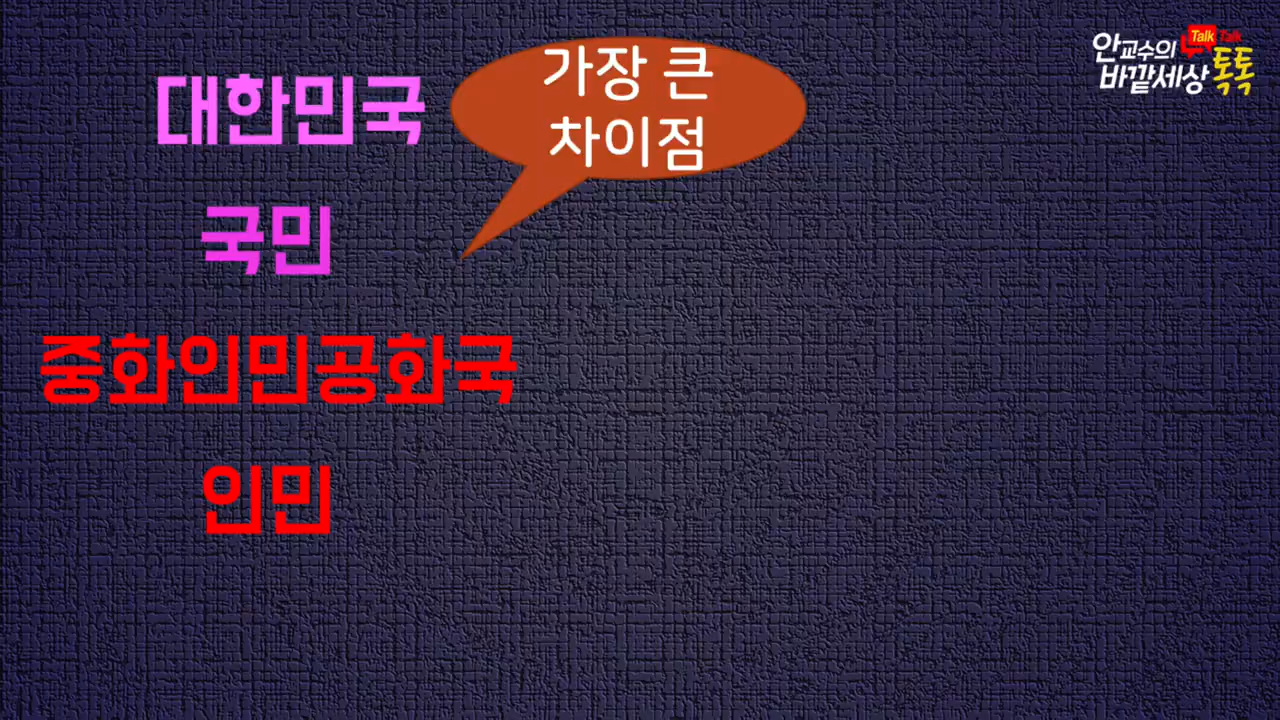 대한민국
가장 큰
차이점
국민
중화인민공화국
인민
안교수의
Talk Talk
바깥세상 톡톡